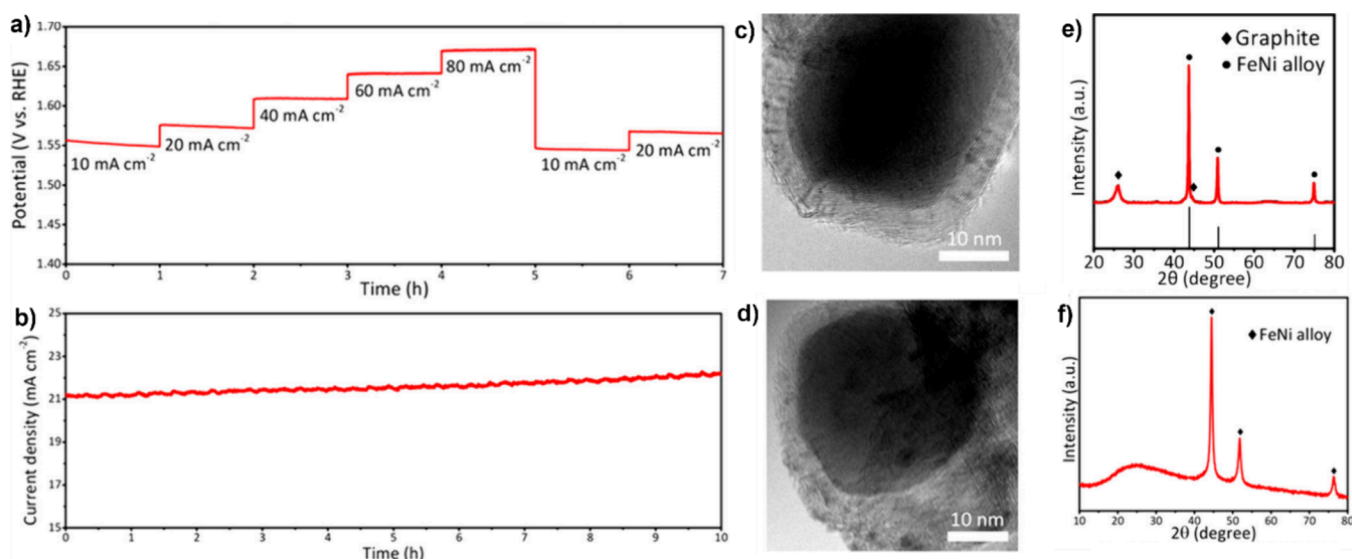 a)
Potential (V vs. RHE)
1.70
1.65
1.60
1.55
1.50
1.45
1.40
10 mA cm⁻²
20 mA cm⁻²
40 mA cm⁻²
60 mA cm⁻²
80 mA cm⁻²
10 mA cm⁻²
20 mA cm⁻²
0 1 2 3 4 5 6 7
Time (h)
b)
Current density (mA cm⁻²)
25
23
21
19
17
15
0 1 2 3 4 5 6 7 8 9 10
Time (h)
c)
10 nm
d)
10 nm
e)
Intensity (a.u.)
♦ Graphite
● FeNi alloy
20 30 40 50 60 70 80
2θ (degree)
f)
Intensity (a.u.)
♦ FeNi alloy
10 20 30 40 50 60 70 80
2θ (degree)